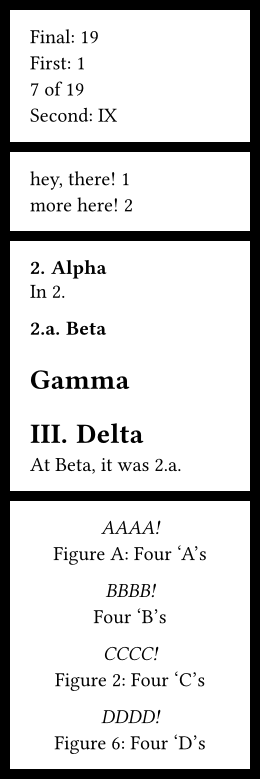 Final: 19
First: 1
7 of 19
Second: IX
hey, there! 1
more here! 2
2. Alpha
In 2.
2.a. Beta
Gamma
III. Delta
At Beta, it was 2.a.
AAAA!
Figure A: Four ‘A’s
BBBB!
Four ‘B’s
CCCC!
Figure 2: Four ‘C’s
DDDD!
Figure 6: Four ‘D’s